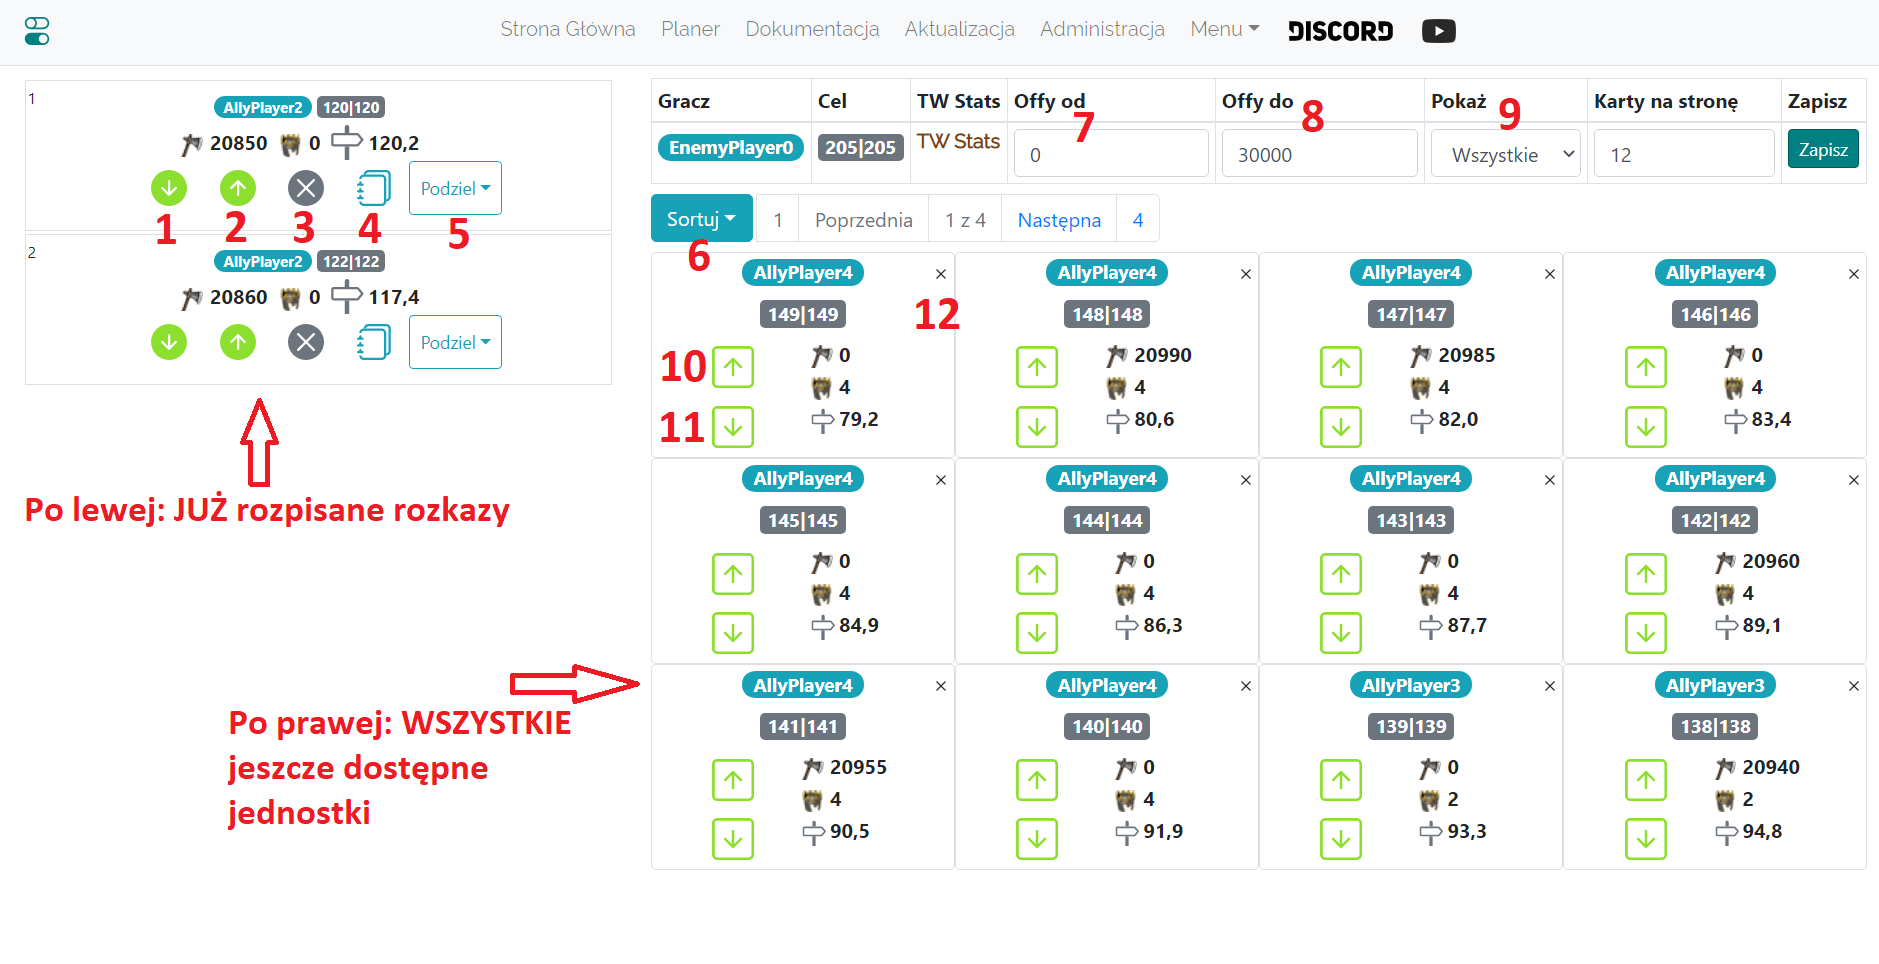 Strona Główna Planer Dokumentacja Aktualizacja Administracja Menu DISCORD
1
AllyPlayer2 120|120
20850 0 120,2
Podziel
1 2 3 4 5
2
AllyPlayer2 122|122
20860 0 117,4
Podziel
Po lewej: JUŻ rozpisane rozkazy
Po prawej: WSZYSTKIE
jeszcze dostępne
jednostki
Gracz Cel TW Stats Offy od Offy do Pokaż Karty na stronę Zapisz
7 8 9
EnemyPlayer0 205|205 TW Stats 0 30000 Wszystkie 12 Zapisz
Sortuj 1 Poprzednia 1 z 4 Następna 4
6
AllyPlayer4 × AllyPlayer4 × AllyPlayer4 × AllyPlayer4 ×
149|149 12 148|148 147|147 146|146
10 0 20990 20985 0
4 4 4 4
11 79,2 80,6 82,0 83,4
AllyPlayer4 × AllyPlayer4 × AllyPlayer4 × AllyPlayer4 ×
145|145 144|144 143|143 142|142
0 0 0 20960
4 4 4 4
84,9 86,3 87,7 89,1
AllyPlayer4 × AllyPlayer4 × AllyPlayer3 × AllyPlayer3 ×
141|141 140|140 139|139 138|138
20955 0 0 20940
4 4 2 2
90,5 91,9 93,3 94,8